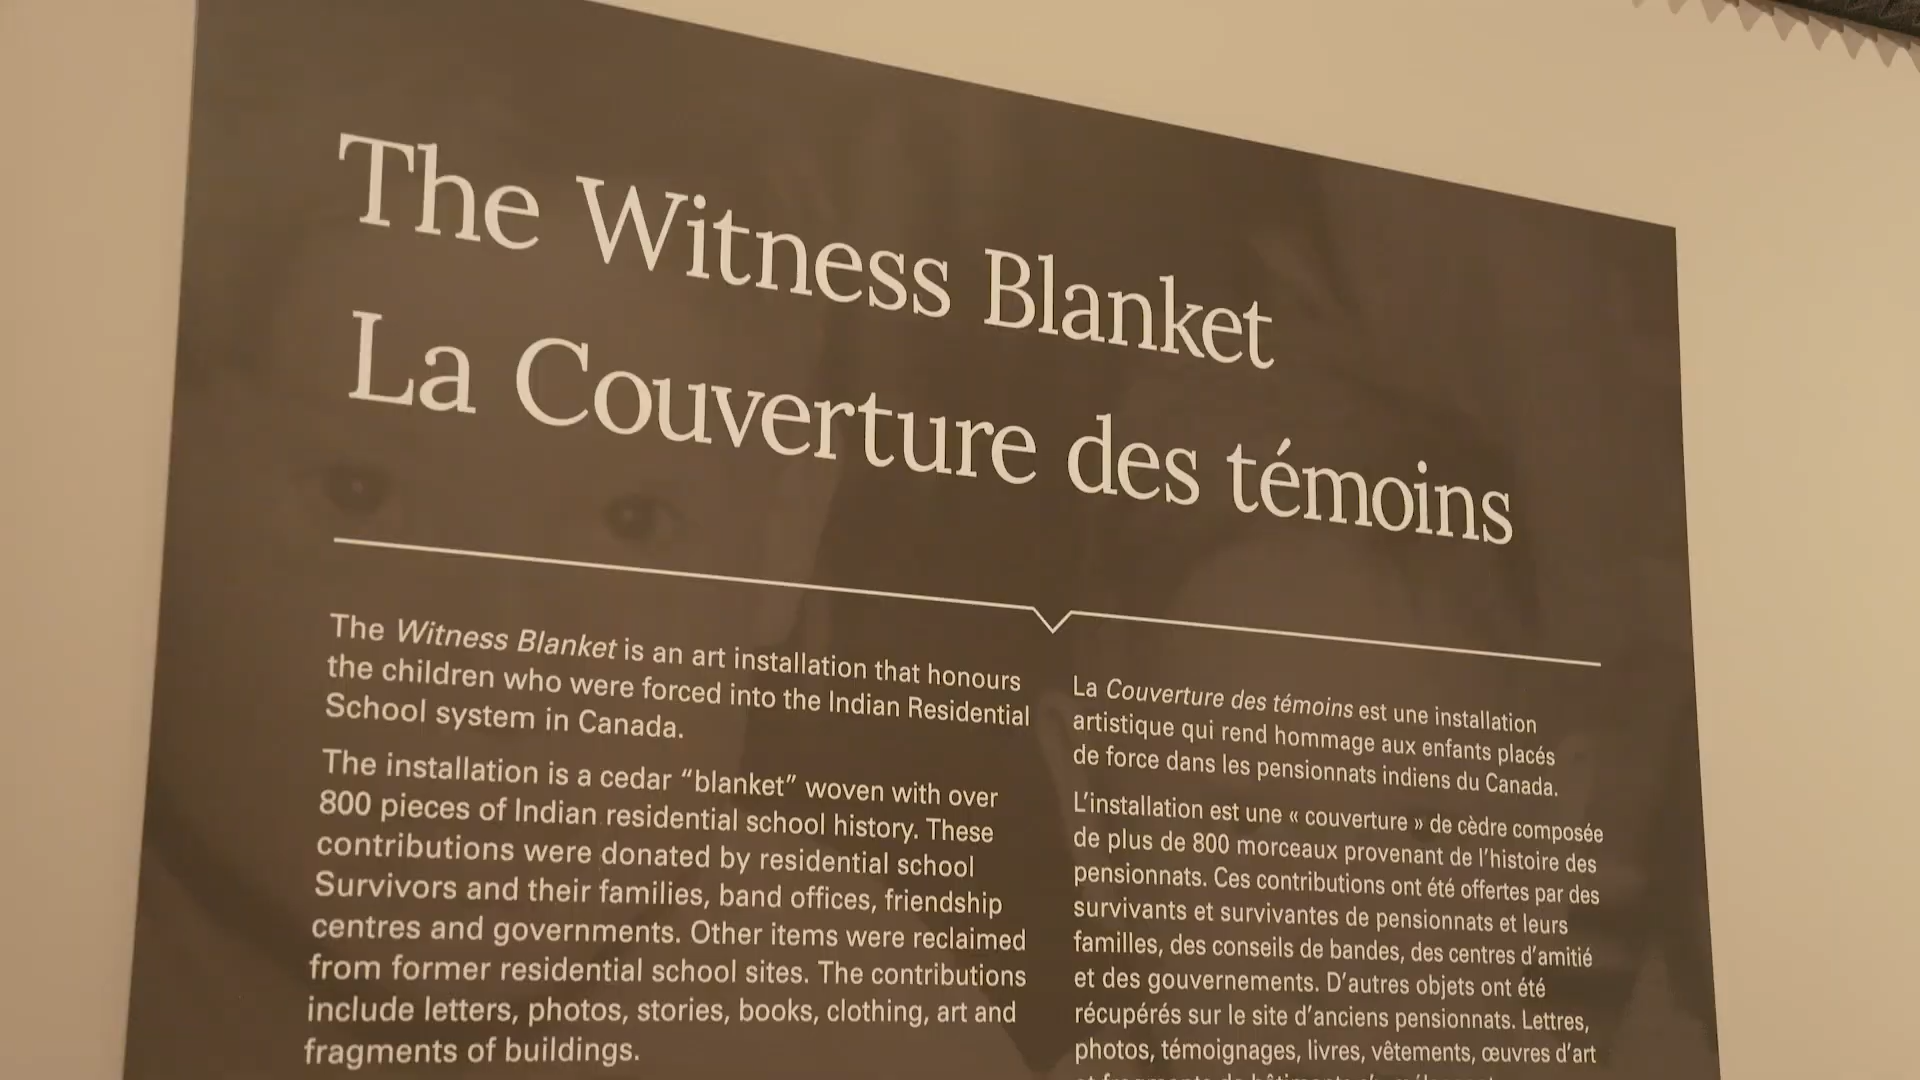 The Witness Blanket
La Couverture des témoins
The Witness Blanket is an art installation that honours
the children who were forced into the Indian Residential
School system in Canada.
The installation is a cedar “blanket” woven with over
800 pieces of Indian residential school history. These
contributions were donated by residential school
Survivors and their families, band offices, friendship
centres and governments. Other items were reclaimed
from former residential school sites. The contributions
include letters, photos, stories, books, clothing, art and
fragments of buildings.
La Couverture des témoins est une installation
artistique qui rend hommage aux enfants placés
de force dans les pensionnats indiens du Canada.
L’installation est une « couverture » de cèdre composée
de plus de 800 morceaux provenant de l’histoire des
pensionnats. Ces contributions ont été offertes par des
survivants et survivantes de pensionnats et leurs
familles, des conseils de bandes, des centres d’amitié
et des gouvernements. D’autres objets ont été
récupérés sur le site d’anciens pensionnats. Lettres,
photos, témoignages, livres, vêtements, œuvres d’art